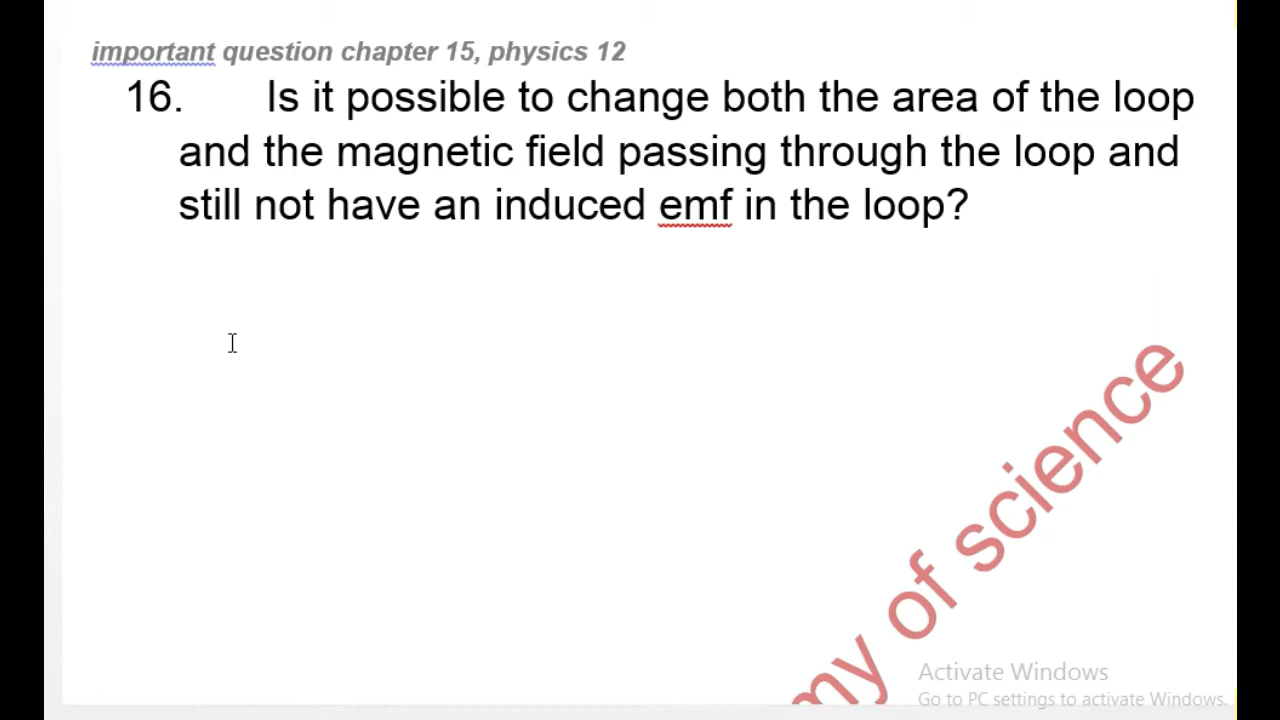 important question chapter 15, physics 12
16. Is it possible to change both the area of the loop
and the magnetic field passing through the loop and
still not have an induced emf in the loop?
my of science
Activate Windows
Go to PC settings to activate Windows.